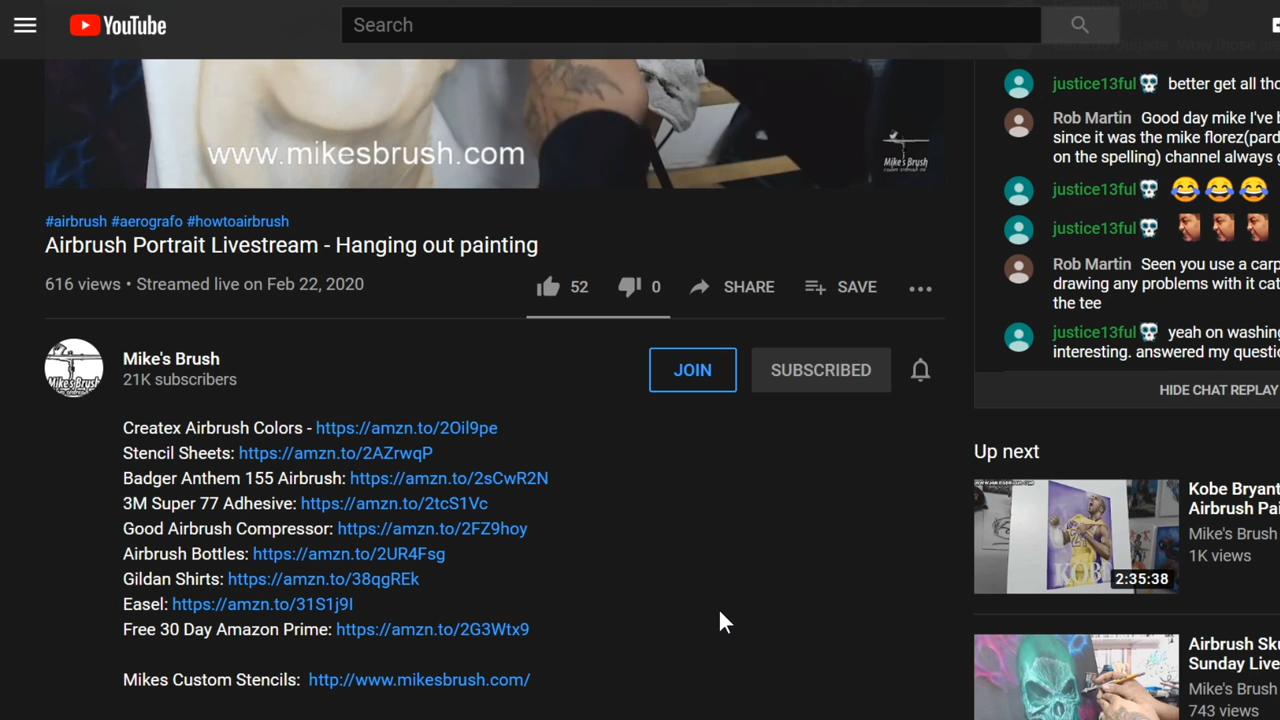 YouTube
Search
www.mikesbrush.com
Mike's Brush
#airbrush #aerografo #howtoairbrush
Airbrush Portrait Livestream - Hanging out painting
616 views • Streamed live on Feb 22, 2020
52
0
SHARE
SAVE
Mike's Brush
Mike's Brush
21K subscribers
JOIN
SUBSCRIBED
Createx Airbrush Colors - https://amzn.to/2Oil9pe
Stencil Sheets: https://amzn.to/2AZrwqP
Badger Anthem 155 Airbrush: https://amzn.to/2sCwR2N
3M Super 77 Adhesive: https://amzn.to/2tcS1Vc
Good Airbrush Compressor: https://amzn.to/2FZ9hoy
Airbrush Bottles: https://amzn.to/2UR4Fsg
Gildan Shirts: https://amzn.to/38qgREk
Easel: https://amzn.to/31S1j9I
Free 30 Day Amazon Prime: https://amzn.to/2G3Wtx9
Mikes Custom Stencils: http://www.mikesbrush.com/
justice13ful💀 better get all tho
Rob Martin Good day mike I've b
since it was the mike florez(pard
on the spelling) channel always g
justice13ful💀 😂😂😂
justice13ful💀
Rob Martin Seen you use a carp
drawing any problems with it cat
the tee
justice13ful💀 yeah on washing
interesting. answered my questi
HIDE CHAT REPLAY
Up next
KOBE
2:35:38
Kobe Bryant
Airbrush Pai
Mike's Brush
1K views
Airbrush Sku
Sunday Live
Mike's Brush
743 views